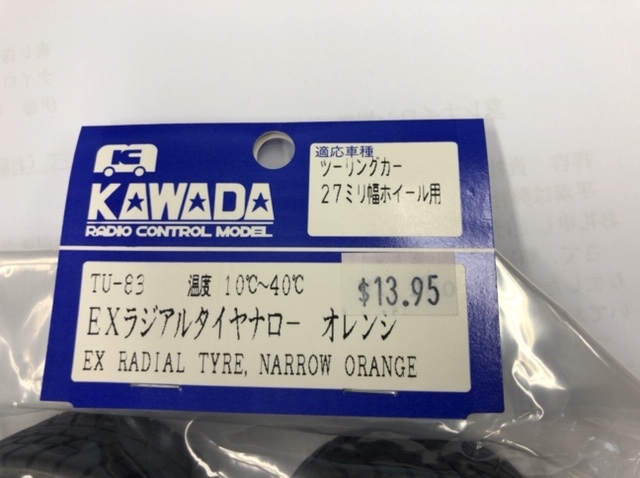 K
KAWADA
RADIO CONTROL MODEL
適応車種
ツーリングカー
27ミリ幅ホイール用
TU-83 温度 10℃~40℃
$13.95
EXラジアルタイヤナロー オレンジ
EX RADIAL TYRE, NARROW ORANGE